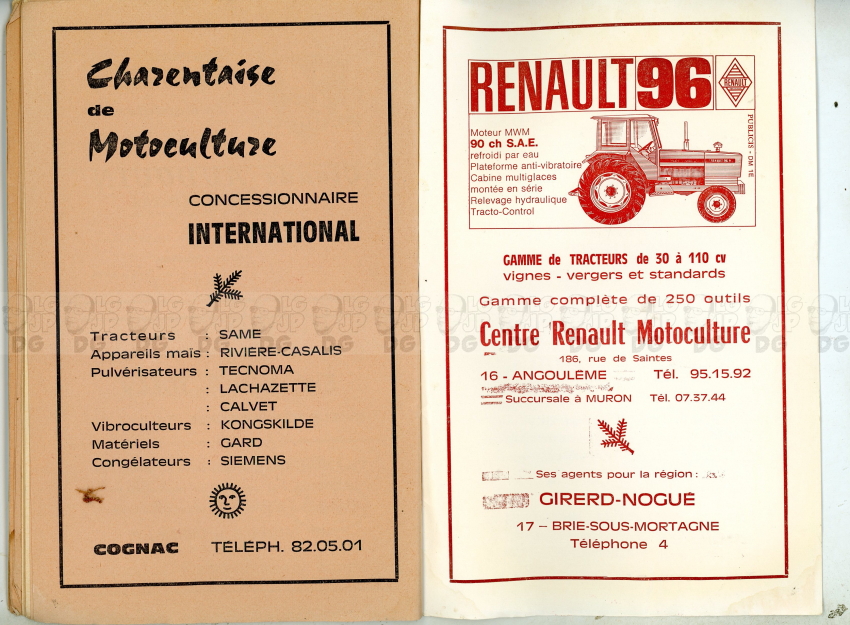 Charentaise
de
Motoculture
CONCESSIONNAIRE
INTERNATIONAL
Tracteurs : SAME
Appareils maïs : RIVIERE-CASALIS
Pulvérisateurs : TECNOMA
: LACHAZETTE
: CALVET
Vibroculteurs : KONGSKILDE
Matériels : GARD
Congélateurs : SIEMENS
COGNAC TÉLÉPH. 82.05.01
RENAULT 96
RENAULT
Moteur MWM
90 ch S.A.E.
refroidi par eau
Plateforme anti-vibratoire
Cabine multiglaces
montée en série
Relevage hydraulique
Tracto-Control
PUBLICIS - DM 1E
GAMME de TRACTEURS de 30 à 110 cv
vignes - vergers et standards
Gamme complète de 250 outils
Centre Renault Motoculture
186, rue de Saintes
16 - ANGOULÊME Tél. 95.15.92
Succursale à MURON Tél. 07.37.44
Ses agents pour la région :
GIRERD-NOGUÉ
17 – BRIE-SOUS-MORTAGNE
Téléphone 4